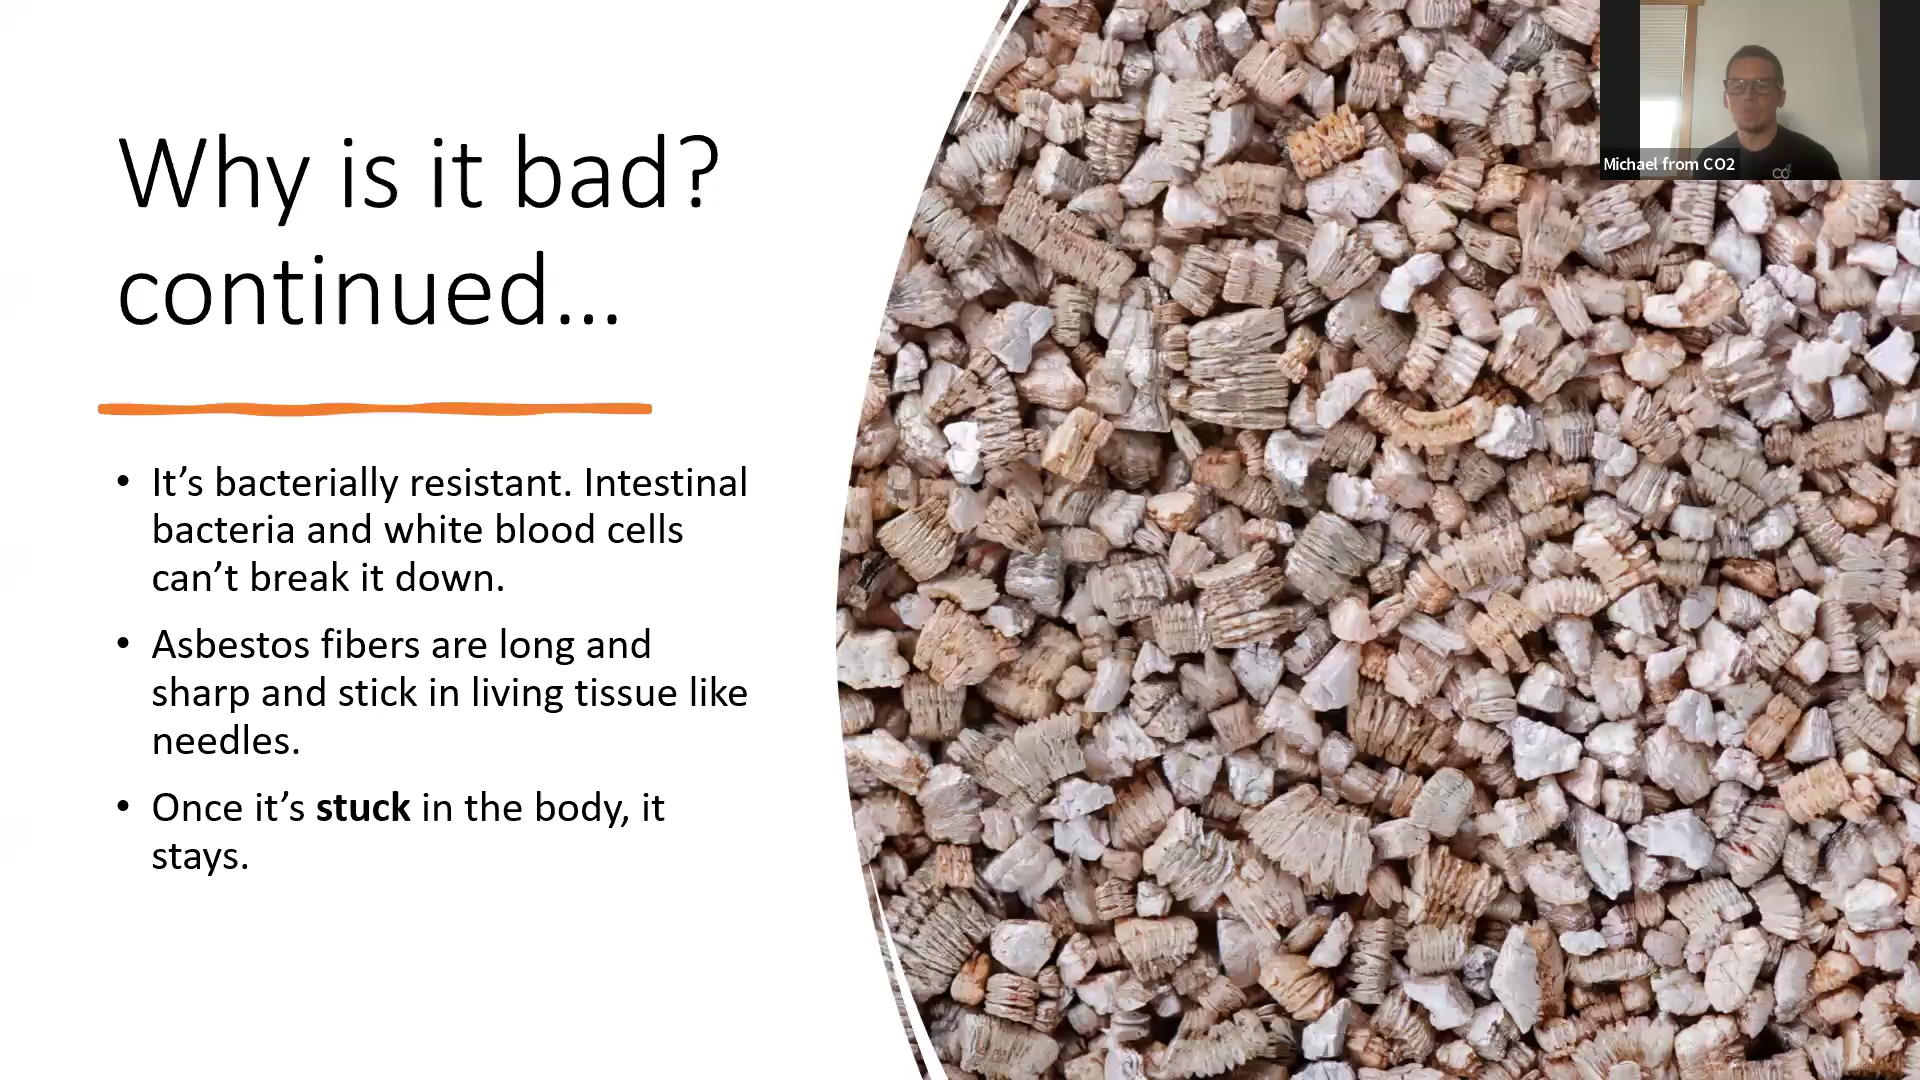 Why is it bad?
continued...
• It’s bacterially resistant. Intestinal
bacteria and white blood cells
can’t break it down.
• Asbestos fibers are long and
sharp and stick in living tissue like
needles.
• Once it’s stuck in the body, it
stays.
Michael from CO2